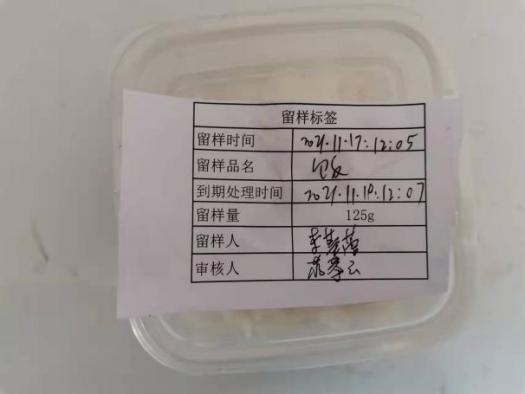 留样标签
留样时间 2021.11.17.12:05
留样品名 饭
到期处理时间 2021.11.19.12:07
留样量 125g
留样人
审核人